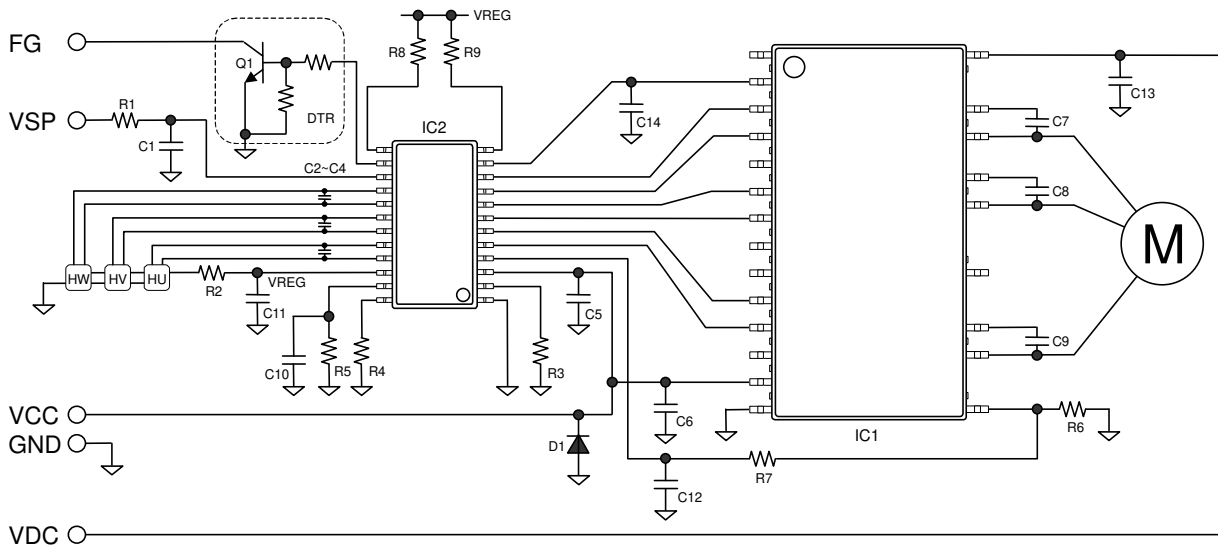 VREG
FG
R8
R9
Q1
DTR
R1
VSP
C1
IC2
C14
C13
C7
C2~C4
C8
M
HW
HV
HU
R2
VREG
C11
C5
C9
C10
R5
R4
R3
VCC
C6
R6
GND
D1
IC1
R7
C12
VDC